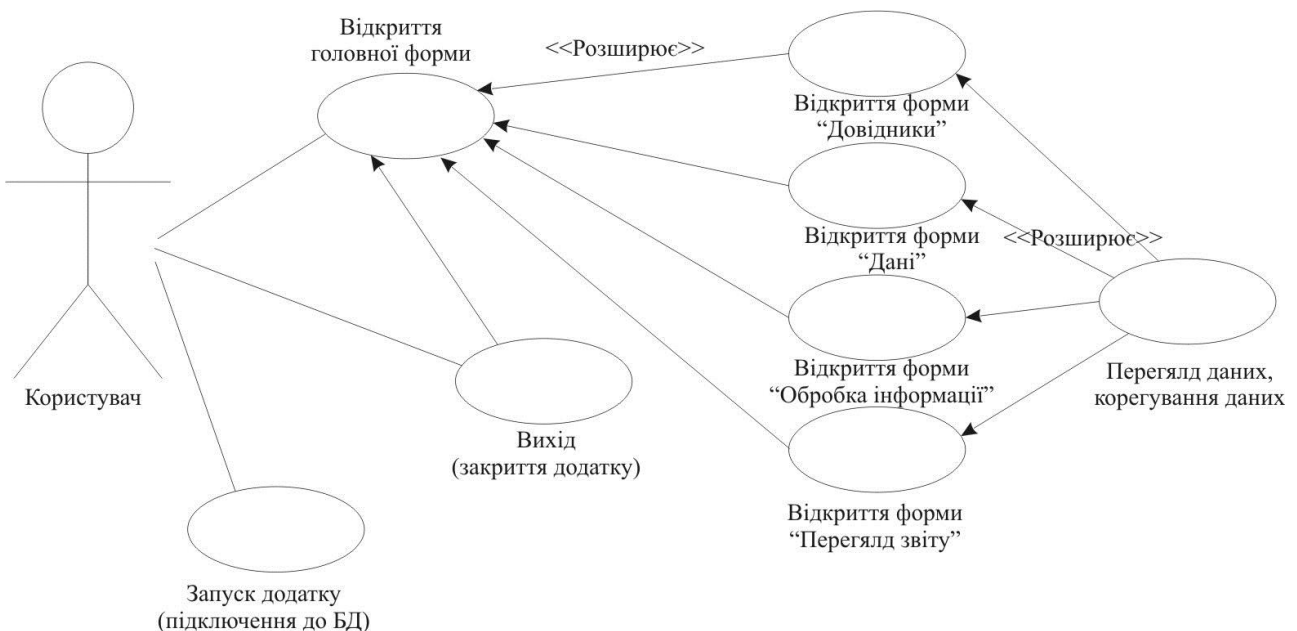 Відкриття
головної форми
<<Розширює>>
Відкриття форми
“Довідники”
Відкриття форми
“Дані”
<<Розширює>>
Відкриття форми
“Обробка інформації”
Перегялд даних,
корегування даних
Користувач
Вихід
(закриття додатку)
Відкриття форми
“Перегялд звіту”
Запуск додатку
(підключення до БД)